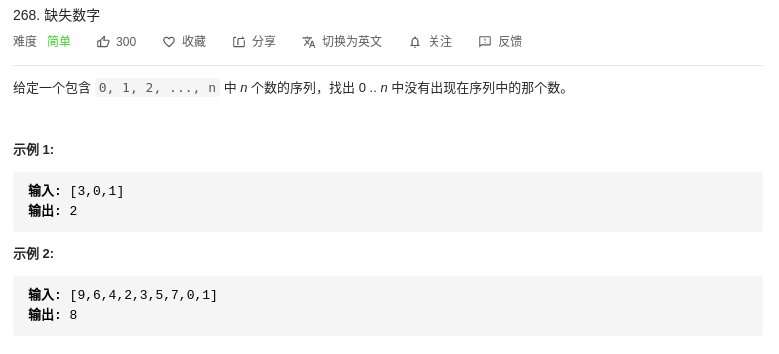 268. 缺失数字
难度 简单 300 收藏 分享 切换为英文 关注 反馈
给定一个包含 0, 1, 2, ..., n 中 n 个数的序列，找出 0 .. n 中没有出现在序列中的那个数。
示例 1:
输入: [3,0,1]
输出: 2
示例 2:
输入: [9,6,4,2,3,5,7,0,1]
输出: 8